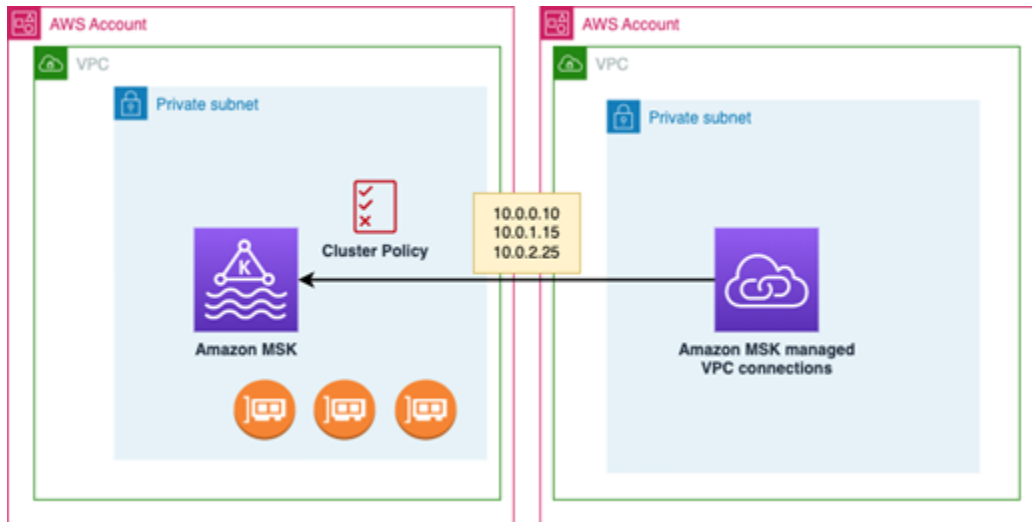 AWS Account
VPC
Private subnet
Cluster Policy
K
Amazon MSK
10.0.0.10
10.0.1.15
10.0.2.25
AWS Account
VPC
Private subnet
Amazon MSK managed
VPC connections